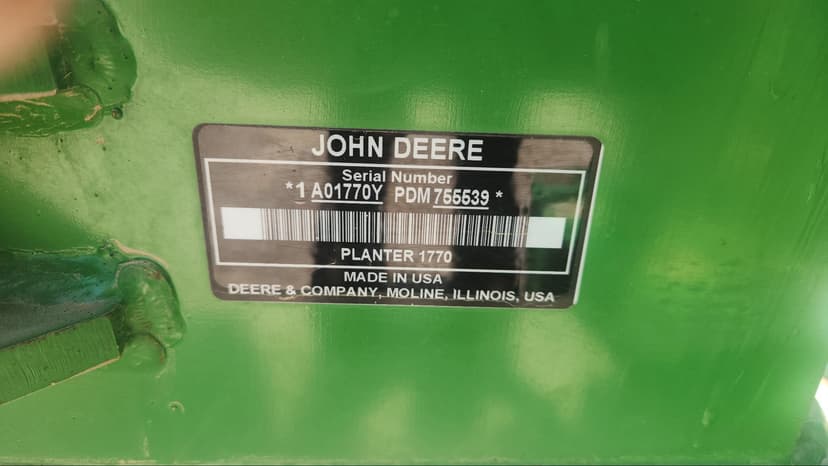 JOHN DEERE
Serial Number
*1 A01770Y PDM 755539 *
PLANTER 1770
MADE IN USA
DEERE & COMPANY, MOLINE, ILLINOIS, USA